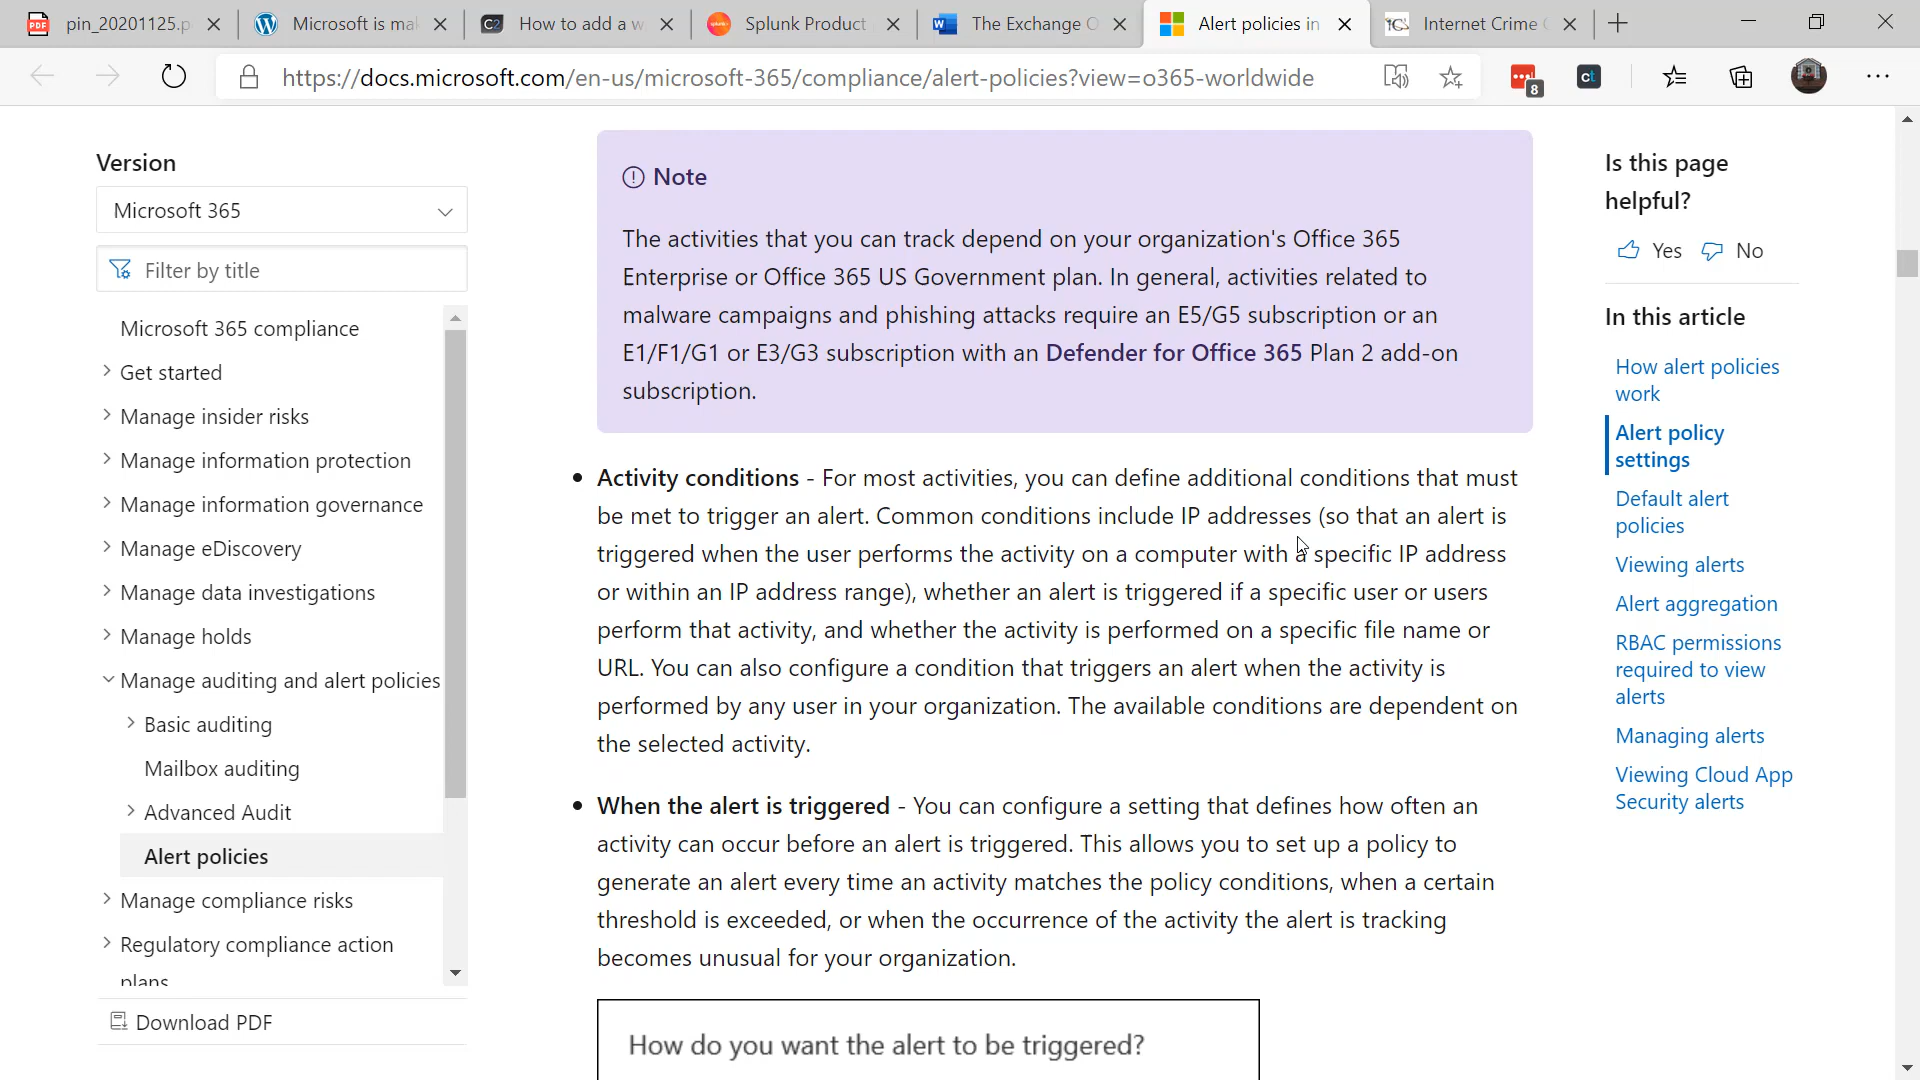 pin_20201125.p
Microsoft is mak
How to add a w
Splunk Product
The Exchange O
Alert policies in
Internet Crime C
https://docs.microsoft.com/en-us/microsoft-365/compliance/alert-policies?view=o365-worldwide
8
ct
Version
Microsoft 365
Filter by title
Microsoft 365 compliance
Get started
Manage insider risks
Manage information protection
Manage information governance
Manage eDiscovery
Manage data investigations
Manage holds
Manage auditing and alert policies
Basic auditing
Mailbox auditing
Advanced Audit
Alert policies
Manage compliance risks
Regulatory compliance action
plans
Download PDF
Note
The activities that you can track depend on your organization's Office 365
Enterprise or Office 365 US Government plan. In general, activities related to
malware campaigns and phishing attacks require an E5/G5 subscription or an
E1/F1/G1 or E3/G3 subscription with an Defender for Office 365 Plan 2 add-on
subscription.
Activity conditions - For most activities, you can define additional conditions that must
be met to trigger an alert. Common conditions include IP addresses (so that an alert is
triggered when the user performs the activity on a computer with a specific IP address
or within an IP address range), whether an alert is triggered if a specific user or users
perform that activity, and whether the activity is performed on a specific file name or
URL. You can also configure a condition that triggers an alert when the activity is
performed by any user in your organization. The available conditions are dependent on
the selected activity.
When the alert is triggered - You can configure a setting that defines how often an
activity can occur before an alert is triggered. This allows you to set up a policy to
generate an alert every time an activity matches the policy conditions, when a certain
threshold is exceeded, or when the occurrence of the activity the alert is tracking
becomes unusual for your organization.
How do you want the alert to be triggered?
Is this page
helpful?
Yes No
In this article
How alert policies
work
Alert policy
settings
Default alert
policies
Viewing alerts
Alert aggregation
RBAC permissions
required to view
alerts
Managing alerts
Viewing Cloud App
Security alerts